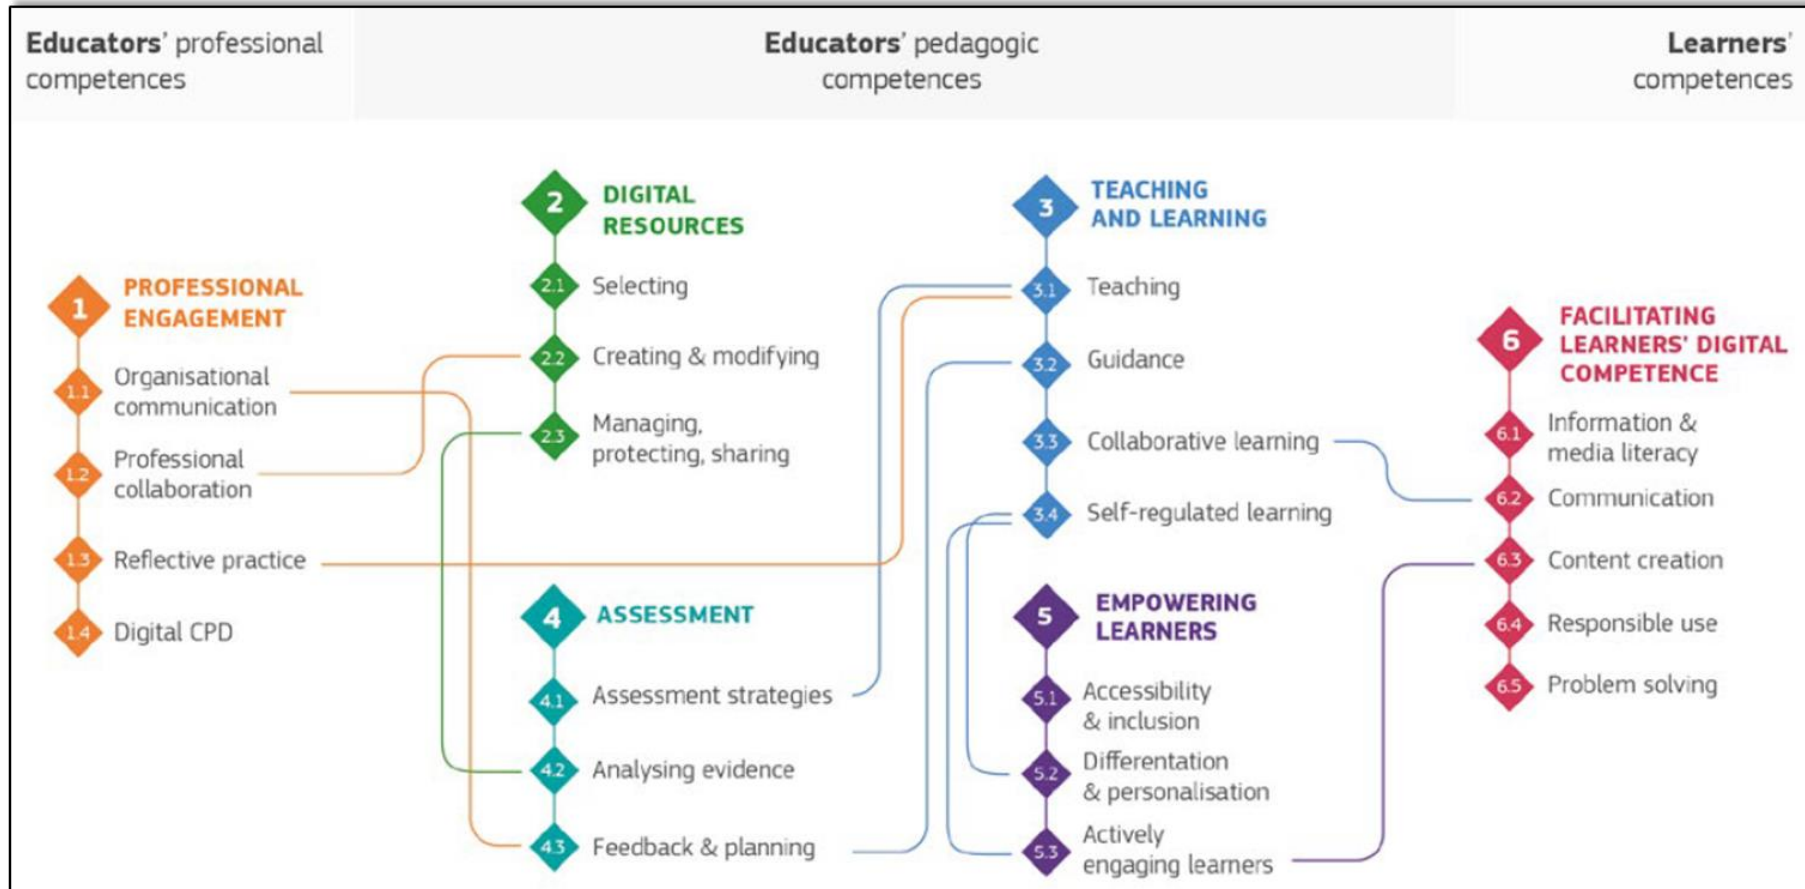 Educators' professional
competences
Educators' pedagogic
competences
Learners'
competences
1
PROFESSIONAL
ENGAGEMENT
1.1
Organisational
communication
1.2
Professional
collaboration
1.3
Reflective practice
1.4
Digital CPD
2
DIGITAL
RESOURCES
2.1
Selecting
2.2
Creating & modifying
2.3
Managing,
protecting, sharing
3
TEACHING
AND LEARNING
3.1
Teaching
3.2
Guidance
3.3
Collaborative learning
3.4
Self-regulated learning
4
ASSESSMENT
4.1
Assessment strategies
4.2
Analysing evidence
4.3
Feedback & planning
5
EMPOWERING
LEARNERS
5.1
Accessibility
& inclusion
5.2
Differentation
& personalisation
5.3
Actively
engaging learners
6
FACILITATING
LEARNERS' DIGITAL
COMPETENCE
6.1
Information &
media literacy
6.2
Communication
6.3
Content creation
6.4
Responsible use
6.5
Problem solving